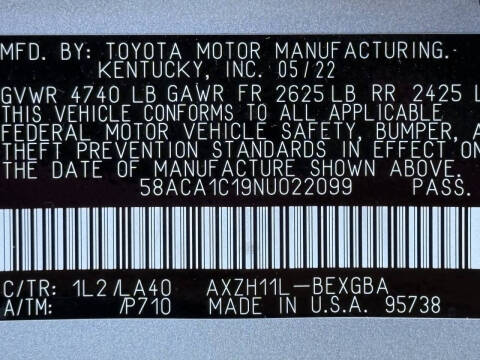 MFD. BY: TOYOTA MOTOR MANUFACTURING.
KENTUCKY, INC. 05/22
GVWR 4740 LB GAWR FR 2625 LB RR 2425 L
THIS VEHICLE CONFORMS TO ALL APPLICABLE
FEDERAL MOTOR VEHICLE SAFETY, BUMPER, A
THEFT PREVENTION STANDARDS IN EFFECT ON
THE DATE OF MANUFACTURE SHOWN ABOVE.
58ACA1C19NU022099 PASS.
C/TR: 1L2/LA40 AXZH11L-BEXGBA
A/TM: /P710 MADE IN U.S.A. 95738